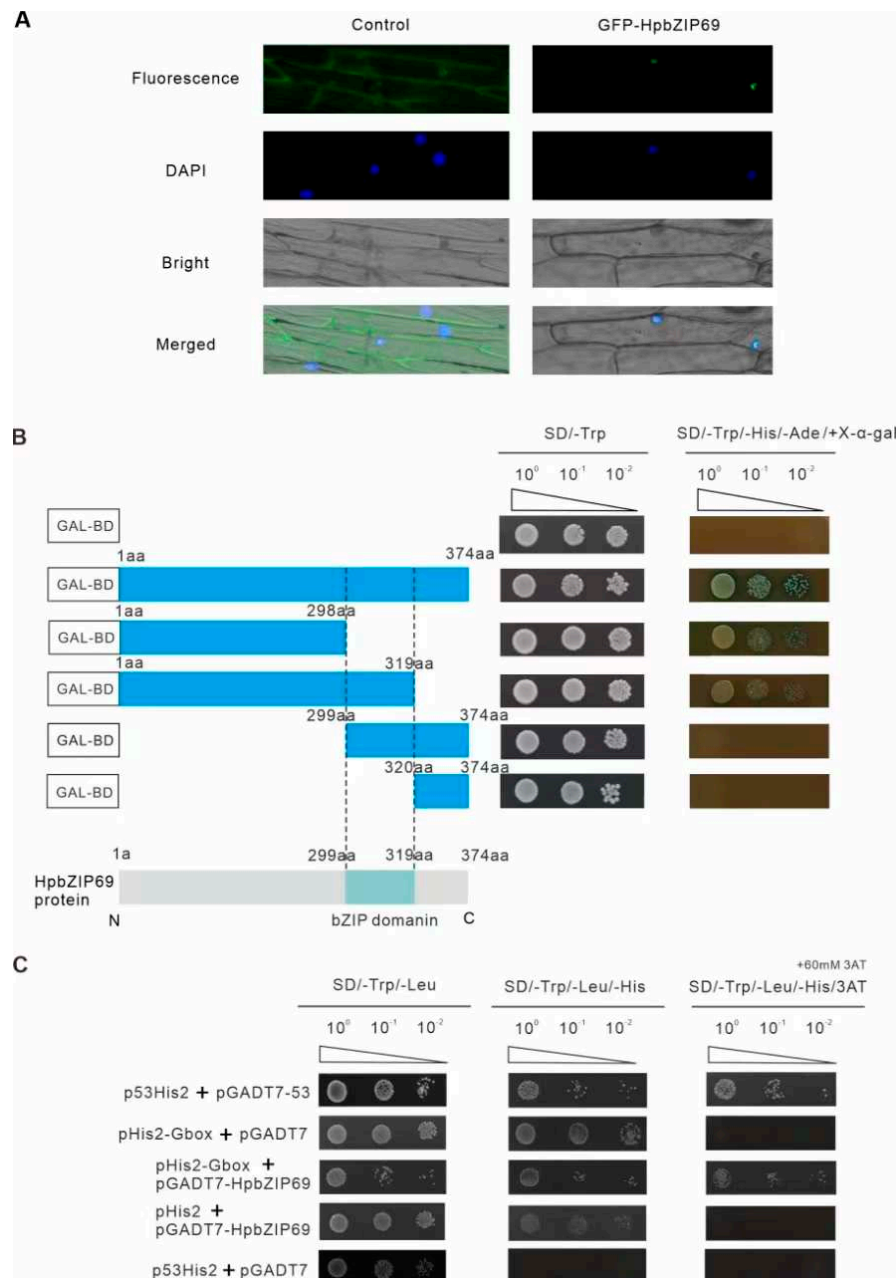 A
Control
GFP-HpbZIP69
Fluorescence
DAPI
Bright
Merged
B
SD/-Trp
SD/-Trp/-His/-Ade/+X-α-gal
10⁰ 10⁻¹ 10⁻²
10⁰ 10⁻¹ 10⁻²
GAL-BD
1aa 374aa
GAL-BD
1aa 298aa
GAL-BD
1aa 319aa
GAL-BD
299aa 374aa
GAL-BD
320aa 374aa
GAL-BD
1a 299aa 319aa 374aa
HpbZIP69
protein
N bZIP domanin C
C
+60mM 3AT
SD/-Trp/-Leu
SD/-Trp/-Leu/-His
SD/-Trp/-Leu/-His/3AT
10⁰ 10⁻¹ 10⁻²
10⁰ 10⁻¹ 10⁻²
10⁰ 10⁻¹ 10⁻²
p53His2 + pGADT7-53
pHis2-Gbox + pGADT7
pHis2-Gbox +
pGADT7-HpbZIP69
pHis2 +
pGADT7-HpbZIP69
p53His2 + pGADT7